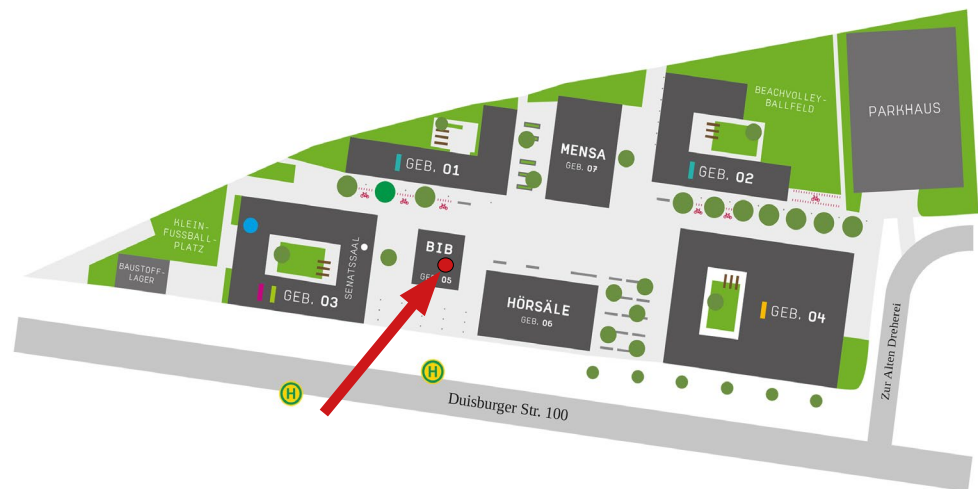 BEACHVOLLEY-
BALLFELD
PARKHAUS
GEB. 01
MENSA
GEB. 07
GEB. 02
KLEIN-
FUSSBALL-
PLATZ
BAUSTOFF-
LAGER
SENATSSAAL
GEB. 03
BIB
GEB. 05
HÖRSÄLE
GEB. 06
GEB. 04
Zur Alten Dreherei
H
H
Duisburger Str. 100